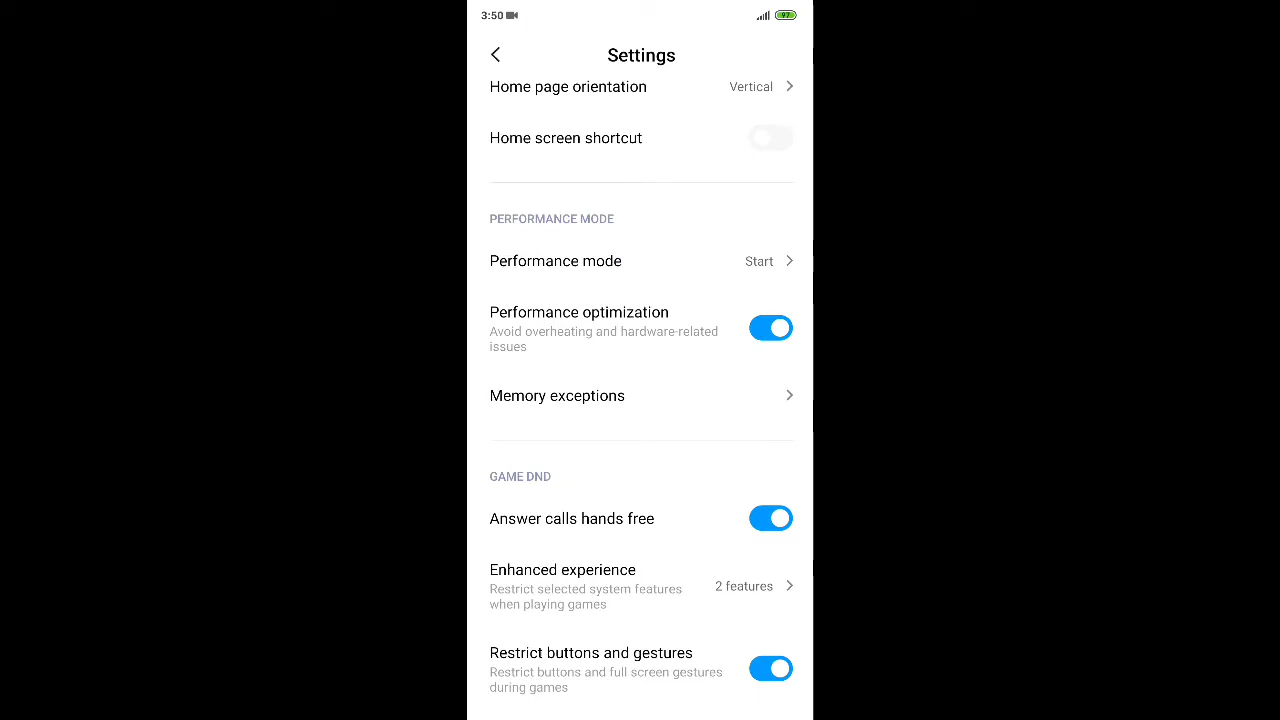 3:50
97
Settings
Home page orientation Vertical
Home screen shortcut
PERFORMANCE MODE
Performance mode Start
Performance optimization
Avoid overheating and hardware-related
issues
Memory exceptions
GAME DND
Answer calls hands free
Enhanced experience
Restrict selected system features
when playing games
2 features
Restrict buttons and gestures
Restrict buttons and full screen gestures
during games